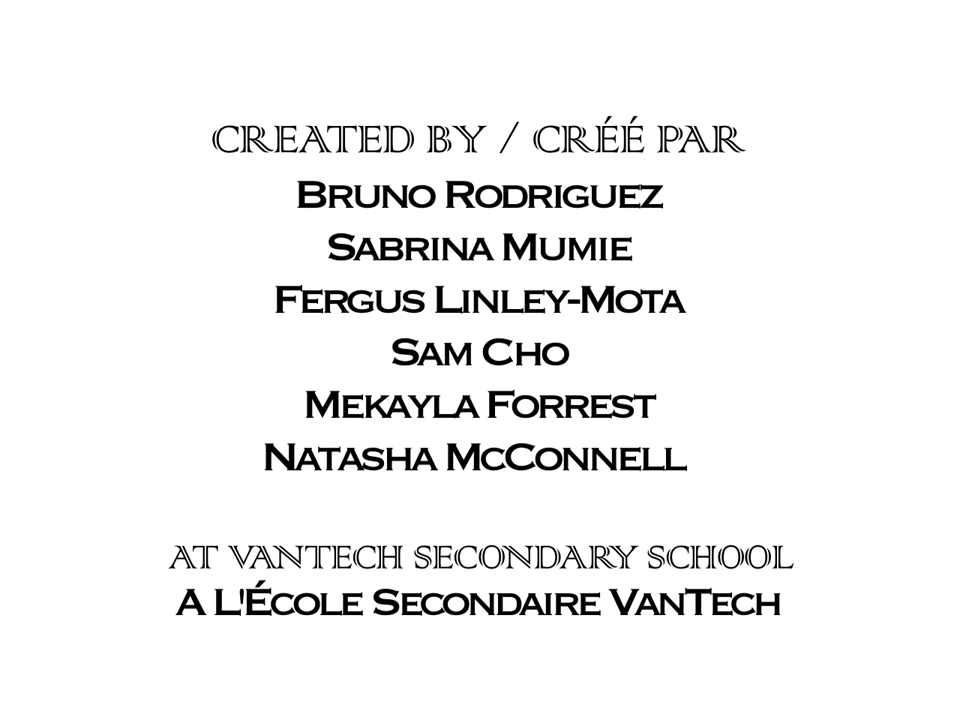 CREATED BY / CRÉÉ PAR
BRUNO RODRIGUEZ
SABRINA MUMIE
FERGUS LINLEY-MOTA
SAM CHO
MEKAYLA FORREST
NATASHA MCCONNELL
AT VANTECH SECONDARY SCHOOL
A L'ÉCOLE SECONDAIRE VANTECH